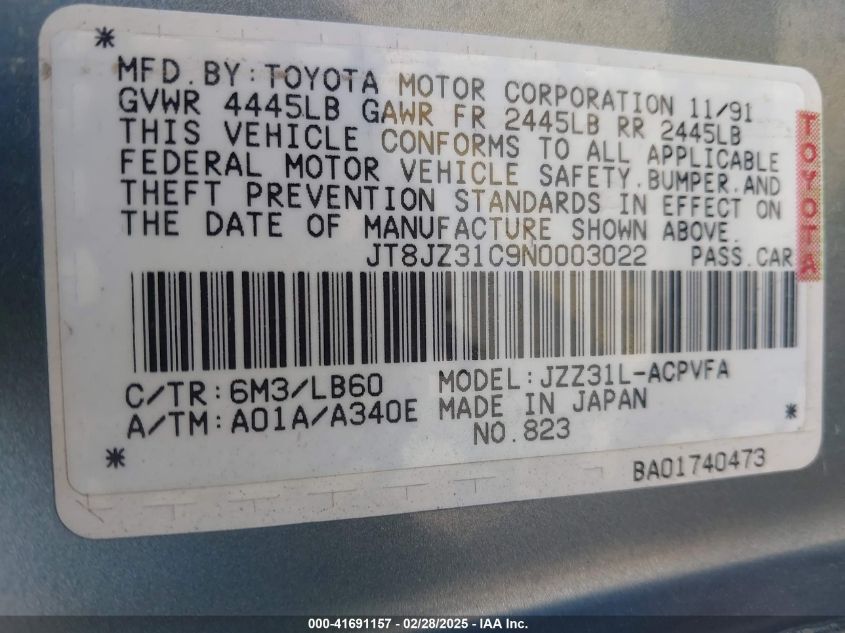 MFD.BY:TOYOTA MOTOR CORPORATION 11/91
GVWR 4445LB GAWR FR 2445LB RR 2445LB
THIS VEHICLE CONFORMS TO ALL APPLICABLE
FEDERAL MOTOR VEHICLE SAFETY.BUMPER.AND
THEFT PREVENTION STANDARDS IN EFFECT ON
THE DATE OF MANUFACTURE SHOWN ABOVE.
JT8JZ31C9N0003022 PASS.CAR
TOYOTA
C/TR:6M3/LB60 MODEL:JZZ31L-ACPVFA
A/TM:A01A/A340E MADE IN JAPAN
NO.823
BA01740473
000-41691157 - 02/28/2025 - IAA Inc.